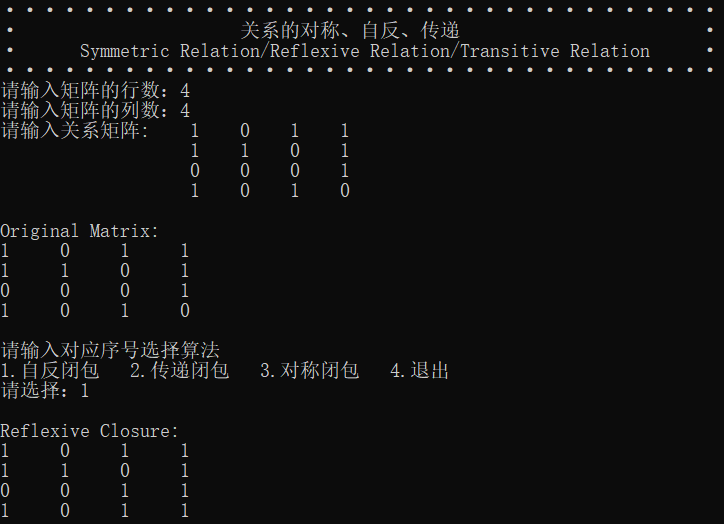 关系的对称、自反、传递
Symmetric Relation/Reflexive Relation/Transitive Relation
请输入矩阵的行数：4
请输入矩阵的列数：4
请输入关系矩阵： 1 0 1 1
1 1 0 1
0 0 0 1
1 0 1 0
Original Matrix:
1 0 1 1
1 1 0 1
0 0 0 1
1 0 1 0
请输入对应序号选择算法
1.自反闭包 2.传递闭包 3.对称闭包 4.退出
请选择：1
Reflexive Closure:
1 0 1 1
1 1 0 1
0 0 1 1
1 0 1 1